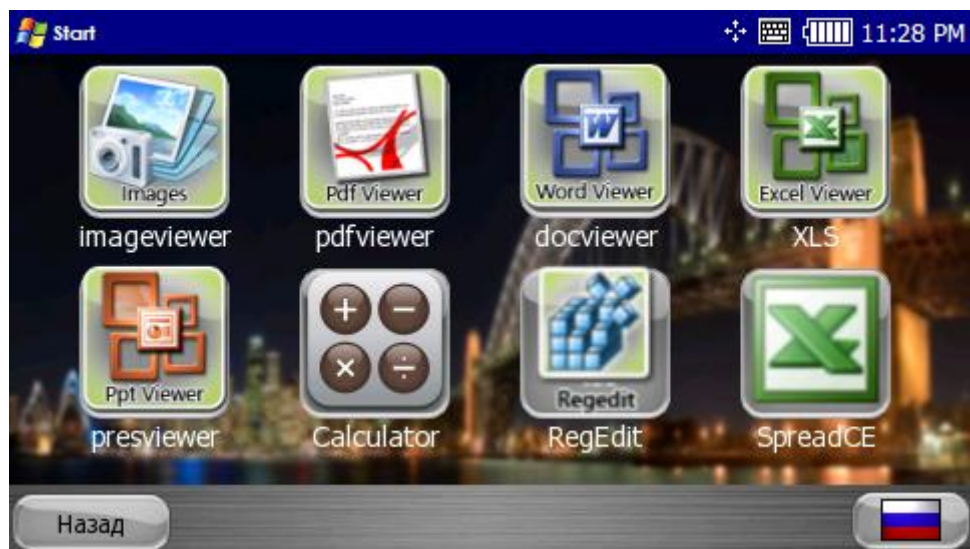 Start
11:28 PM
Images
Pdf Viewer
Word Viewer
Excel Viewer
imageviewer
pdfviewer
docviewer
XLS
Ppt Viewer
Regedit
presviewer
Calculator
RegEdit
SpreadCE
Назад